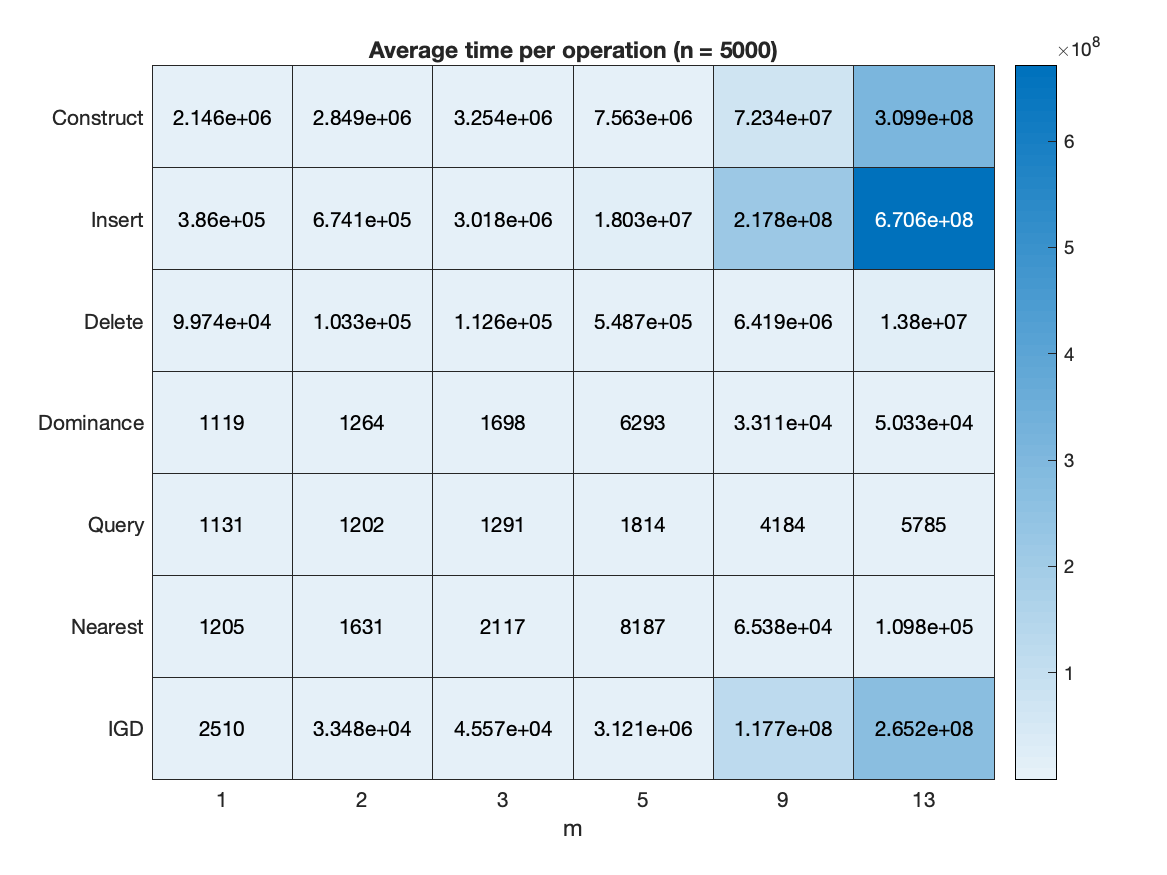 Average time per operation (n = 5000)
×10⁸
Construct 2.146e+06 2.849e+06 3.254e+06 7.563e+06 7.234e+07 3.099e+08
6
Insert 3.86e+05 6.741e+05 3.018e+06 1.803e+07 2.178e+08 6.706e+08
5
Delete 9.974e+04 1.033e+05 1.126e+05 5.487e+05 6.419e+06 1.38e+07
4
Dominance 1119 1264 1698 6293 3.311e+04 5.033e+04
3
Query 1131 1202 1291 1814 4184 5785
2
Nearest 1205 1631 2117 8187 6.538e+04 1.098e+05
1
IGD 2510 3.348e+04 4.557e+04 3.121e+06 1.177e+08 2.652e+08
1 2 3 5 9 13
m